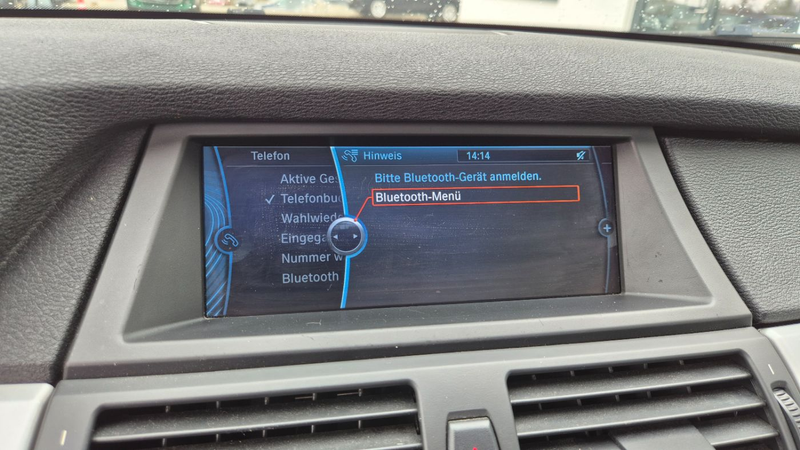 Telefon
Hinweis
14:14
Aktive Ge
Telefonbu
Wahlwied
Eingega
Nummer w
Bluetooth
Bitte Bluetooth-Gerät anmelden.
Bluetooth-Menü